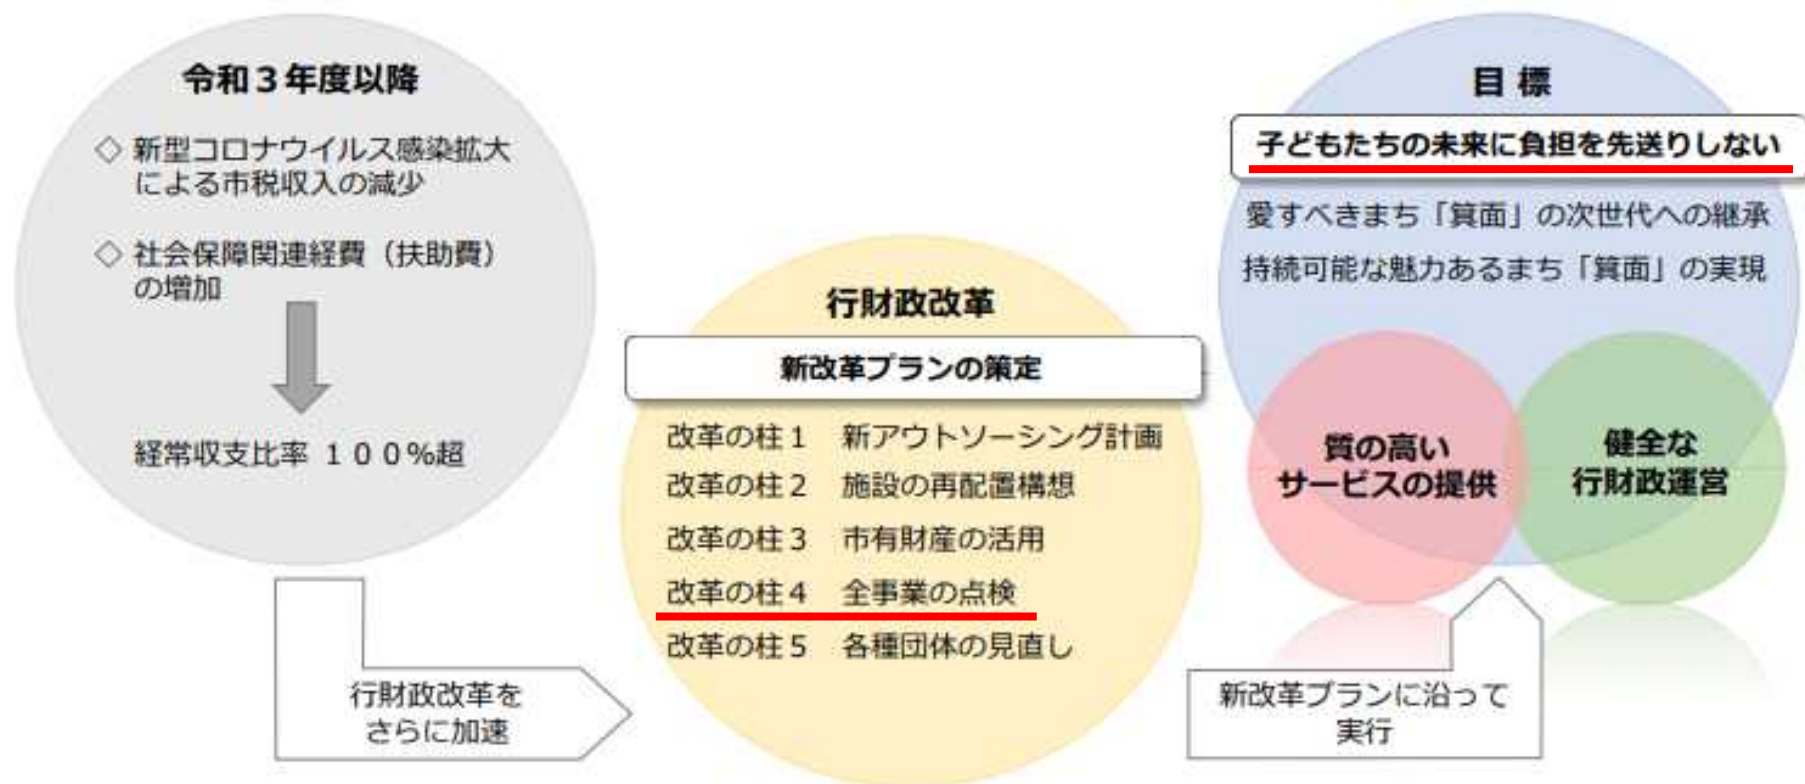 令和３年度以降
◇ 新型コロナウイルス感染拡大
による市税収入の減少
◇ 社会保障関連経費（扶助費）
の増加
経常収支比率 １００％超
行財政改革を
さらに加速
行財政改革
新改革プランの策定
改革の柱１　新アウトソーシング計画
改革の柱２　施設の再配置構想
改革の柱３　市有財産の活用
改革の柱４　全事業の点検
改革の柱５　各種団体の見直し
新改革プランに沿って
実行
目 標
子どもたちの未来に負担を先送りしない
愛すべきまち「箕面」の次世代への継承
持続可能な魅力あるまち「箕面」の実現
質の高い
サービスの提供
健全な
行財政運営